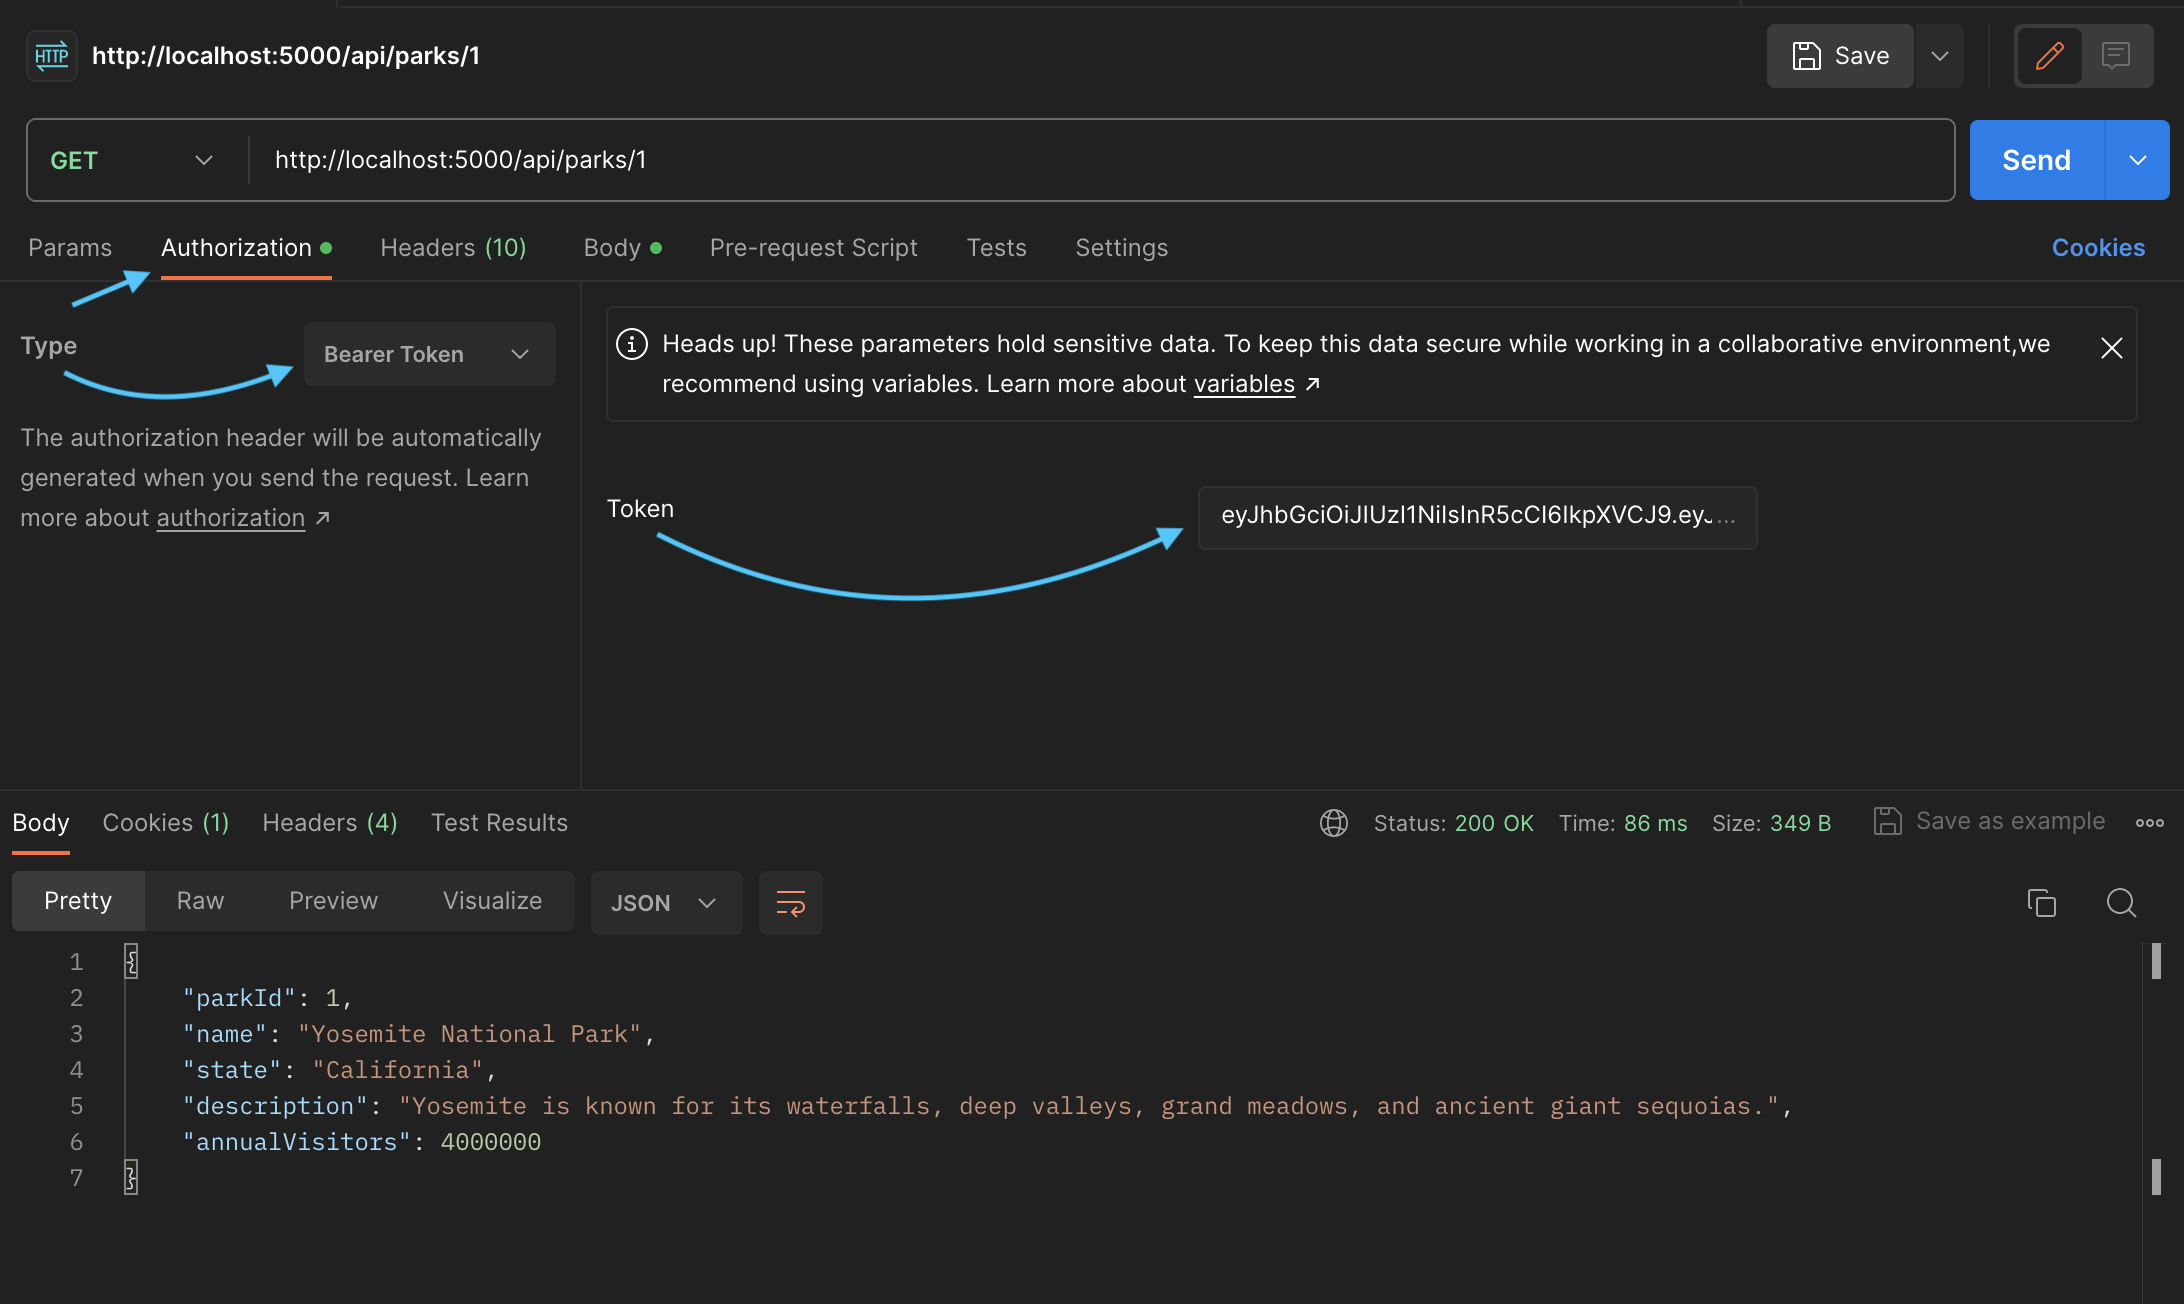 HTTP http://localhost:5000/api/parks/1 Save
GET http://localhost:5000/api/parks/1 Send
Params Authorization Headers (10) Body Pre-request Script Tests Settings Cookies
Type Bearer Token
The authorization header will be automatically
generated when you send the request. Learn
more about authorization ↗
Heads up! These parameters hold sensitive data. To keep this data secure while working in a collaborative environment,we
recommend using variables. Learn more about variables ↗
Token eyJhbGciOiJIUzI1NiIsInR5cCI6IkpXVCJ9.eyJ...
Body Cookies (1) Headers (4) Test Results Status: 200 OK Time: 86 ms Size: 349 B Save as example
Pretty Raw Preview Visualize JSON
1 {
2 "parkId": 1,
3 "name": "Yosemite National Park",
4 "state": "California",
5 "description": "Yosemite is known for its waterfalls, deep valleys, grand meadows, and ancient giant sequoias.",
6 "annualVisitors": 4000000
7 }